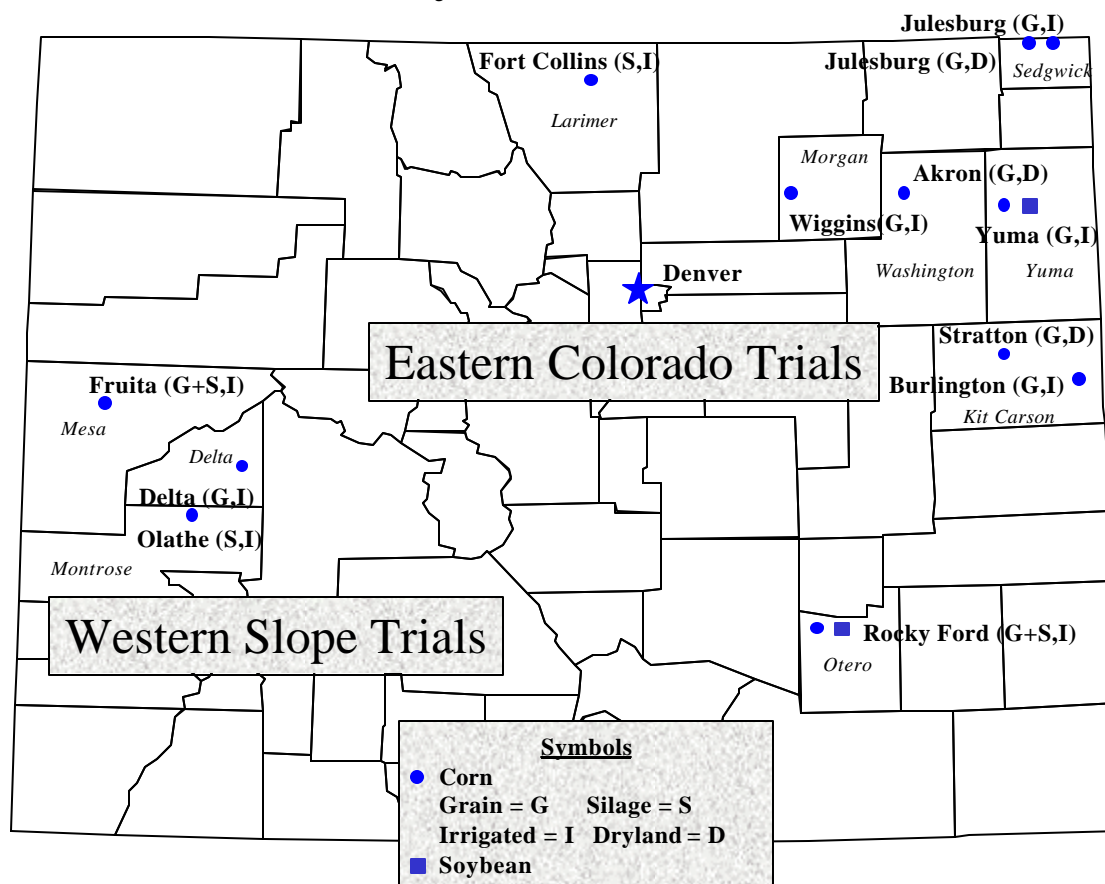 Julesburg (G,I)
Fort Collins (S,I)
Julesburg (G,D)
Sedgwick
Larimer
Morgan
Akron (G,D)
Wiggins(G,I)
Yuma (G,I)
Washington
Yuma
Denver
Eastern Colorado Trials
Stratton (G,D)
Burlington (G,I)
Kit Carson
Fruita (G+S,I)
Mesa
Delta
Delta (G,I)
Olathe (S,I)
Montrose
Western Slope Trials
Rocky Ford (G+S,I)
Otero
Symbols
Corn
Grain = G Silage = S
Irrigated = I Dryland = D
Soybean